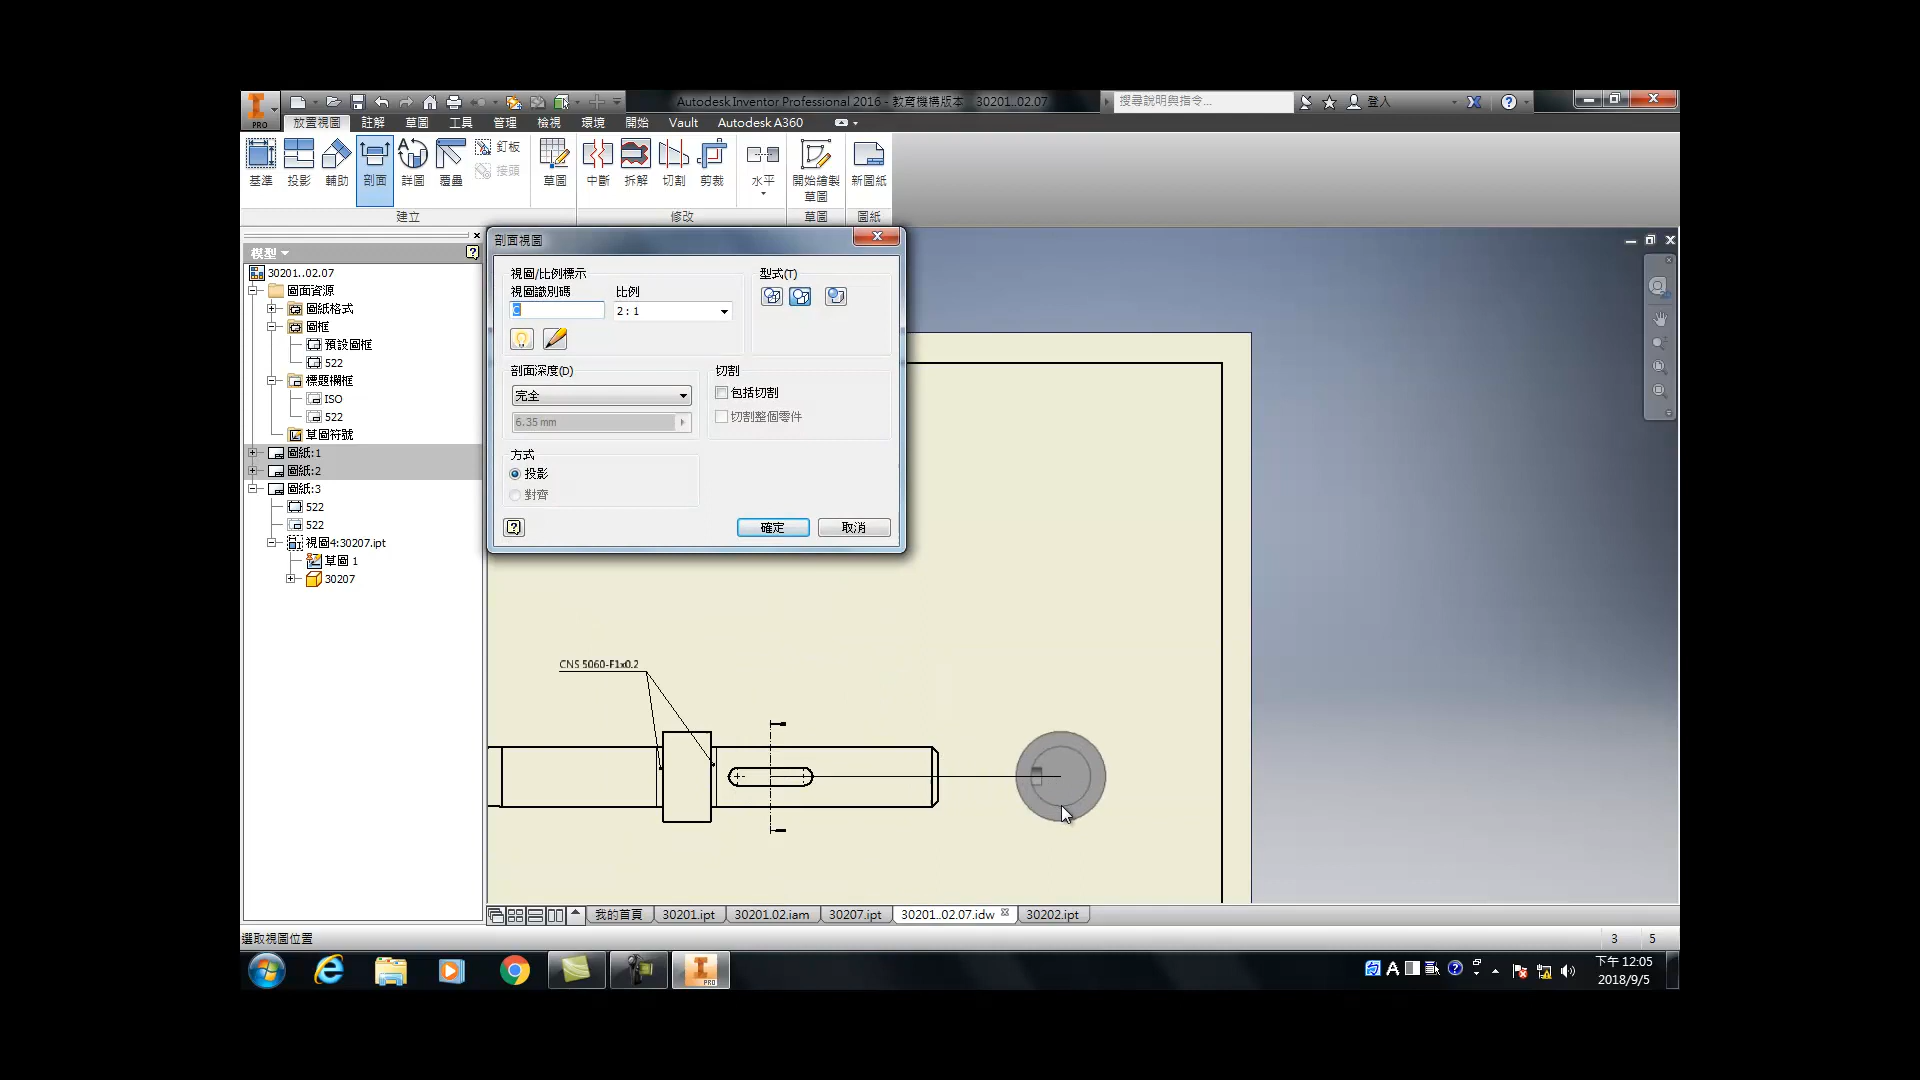 Autodesk Inventor Professional 2016 - 教育機構版本 30201..02.07
搜尋說明與指令...
登入
PRO
放置視圖 註解 草圖 工具 管理 檢視 環境 開始 Vault Autodesk A360
基準 投影 輔助 剖面 詳圖 覆疊 釘板 接頭 草圖 中斷 拆解 切割 剪裁 水平 開始繪製草圖 新圖紙
建立 修改 草圖 圖紙
模型
30201..02.07
圖面資源
圖紙格式
圖框
預設圖框
522
標題欄框
ISO
522
草圖符號
圖紙:1
圖紙:2
圖紙:3
522
522
視圖4:30207.ipt
草圖 1
30207
剖面視圖
視圖/比例標示
視圖識別碼 比例
C 2 : 1
型式(T)
剖面深度(D)
完全
6.35 mm
切割
包括切割
切割整個零件
方式
投影
對齊
確定 取消
CNS 5060-F1x0.2
我的首頁 30201.ipt 30201.02.iam 30207.ipt 30201..02.07.idw 30202.ipt
選取視圖位置
3 5
PRO
A
下午 12:05
2018/9/5